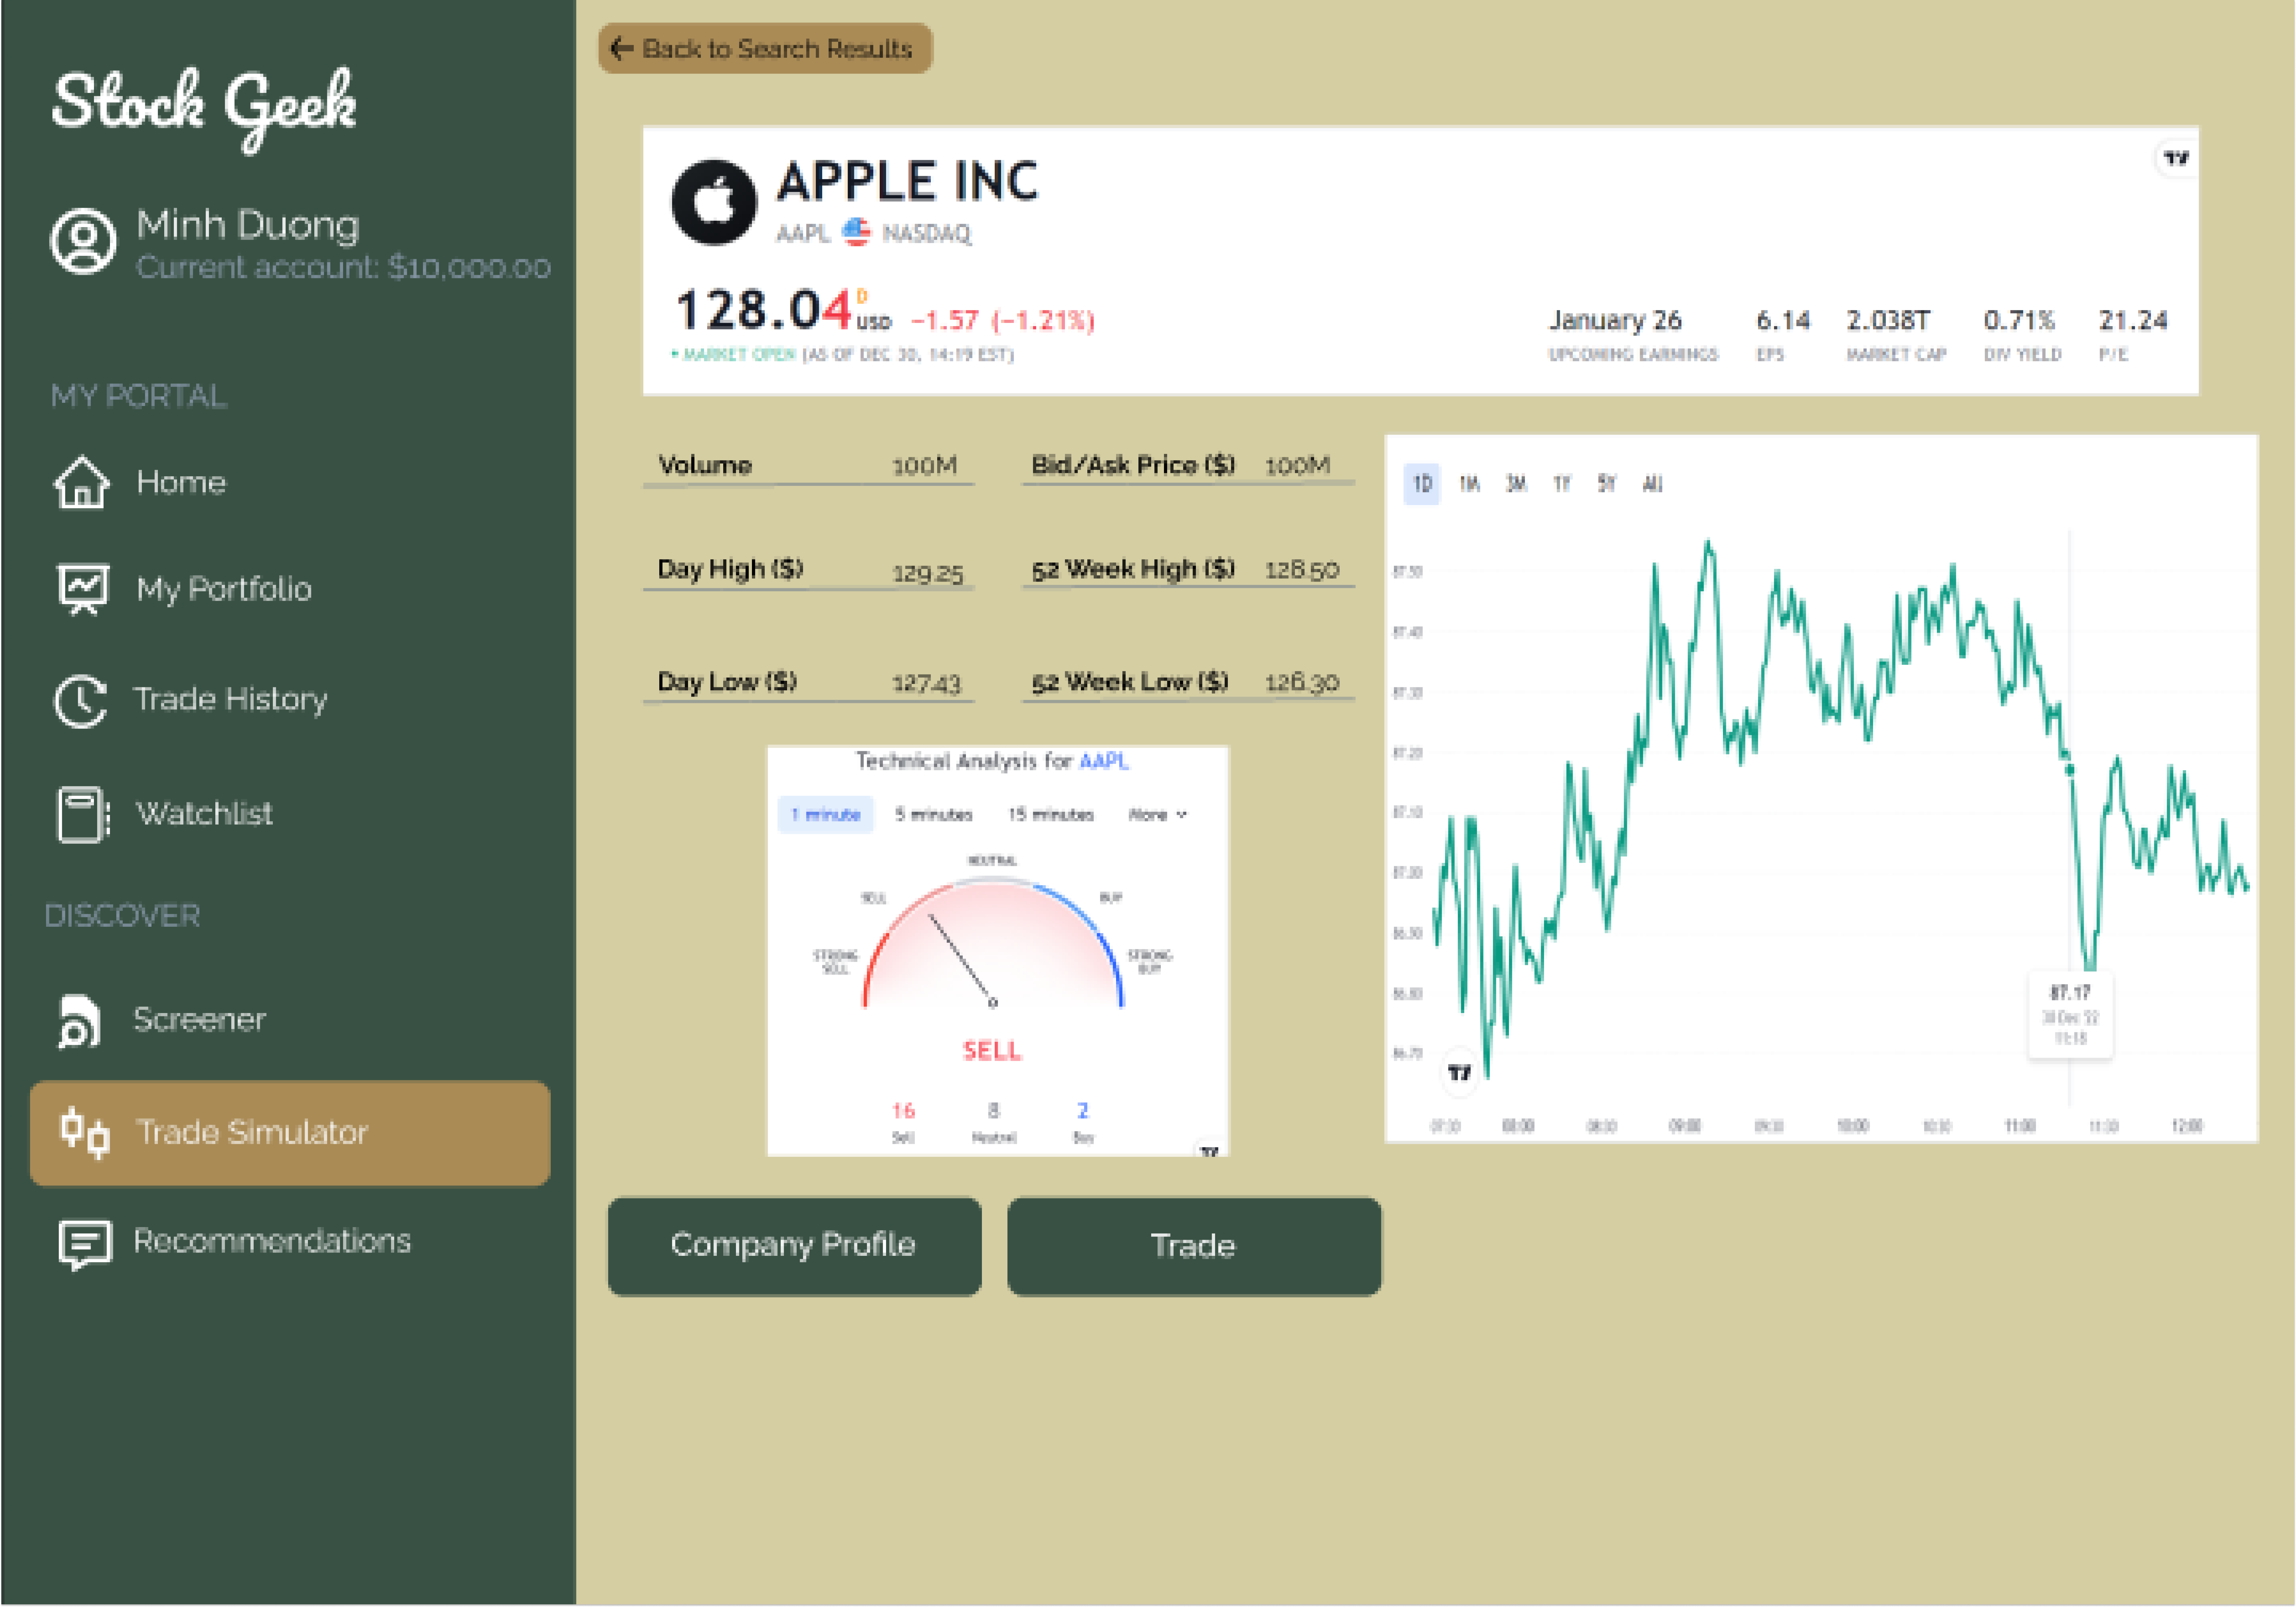 Stock Geek
Minh Duong
Current account: $10,000.00
MY PORTAL
Home
My Portfolio
Trade History
Watchlist
DISCOVER
Screener
Trade Simulator
Recommendations
← Back to Search Results
APPLE INC
AAPL NASDAQ
128.04 D USD −1.57 (−1.21%)
MARKET OPEN (AS OF DEC 30, 14:19 EST)
January 26 6.14 2.038T 0.71% 21.24
UPCOMING EARNINGS EPS MARKET CAP DIV YIELD P/E
Volume 100M Bid/Ask Price ($) 100M
Day High ($) 129.25 52 Week High ($) 128.50
Day Low ($) 127.43 52 Week Low ($) 126.30
Technical Analysis for AAPL
1 minute 5 minutes 15 minutes More
NEUTRAL
SELL BUY
STRONG SELL STRONG BUY
SELL
16 8 2
Sell Neutral Buy
Company Profile
Trade
1D 1M 3M 1Y 5Y All
87.50
87.40
87.30
87.20
87.10
87.00
86.90
86.80
86.70
87.17
30 Dec '22
11:18
07:30 08:00 08:30 09:00 09:30 10:00 10:30 11:00 11:30 12:00